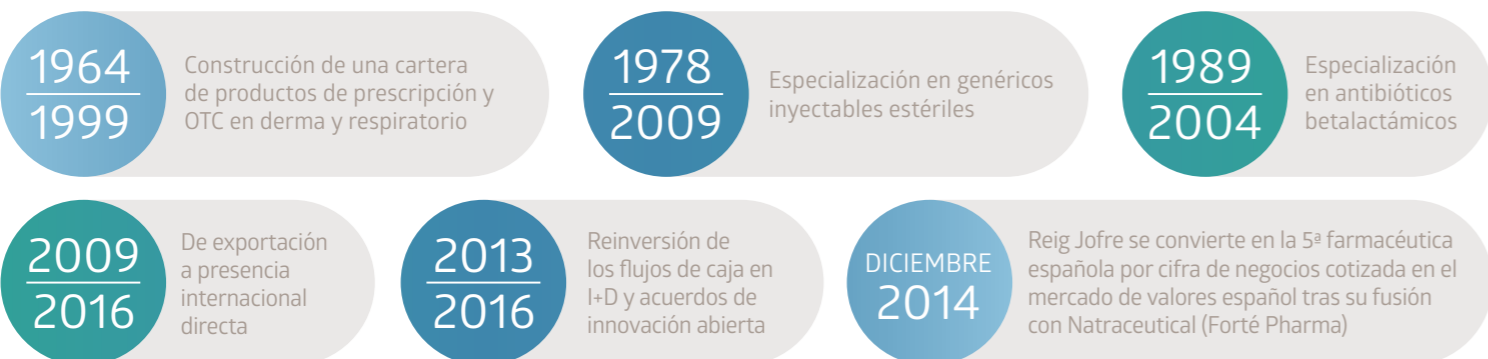 1964
1999
Construcción de una cartera
de productos de prescripción y
OTC en derma y respiratorio
1978
2009
Especialización en genéricos
inyectables estériles
1989
2004
Especialización
en antibióticos
betalactámicos
2009
2016
De exportación
a presencia
internacional
directa
2013
2016
Reinversión de
los flujos de caja en
I+D y acuerdos de
innovación abierta
DICIEMBRE
2014
Reig Jofre se convierte en la 5ª farmacéutica
española por cifra de negocios cotizada en el
mercado de valores español tras su fusión
con Natraceutical (Forté Pharma)